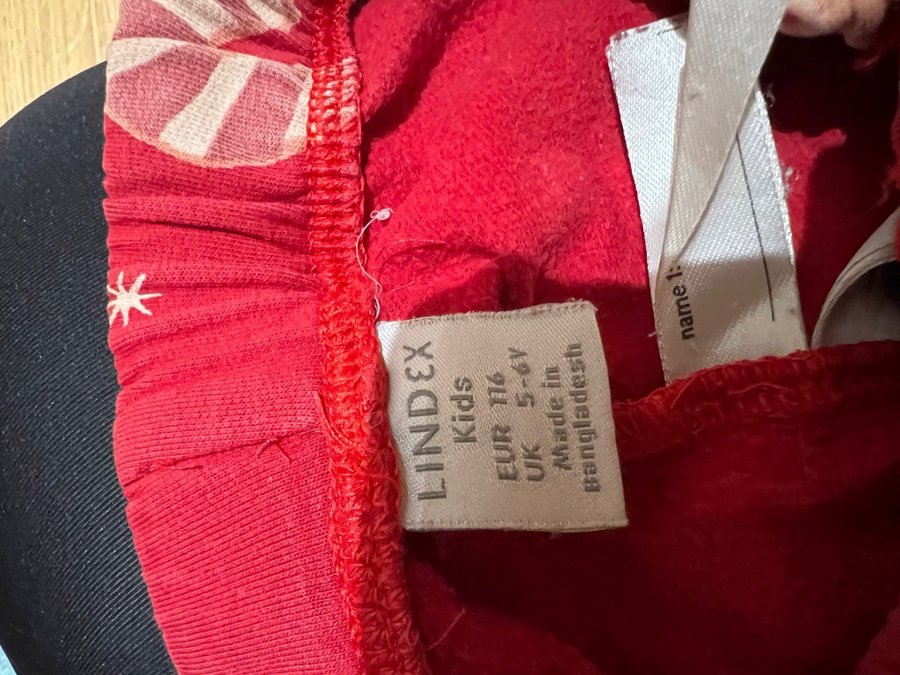 LINDEX
Kids
EUR 116
UK 5-6Y
Made in
Bangladesh
name 1: